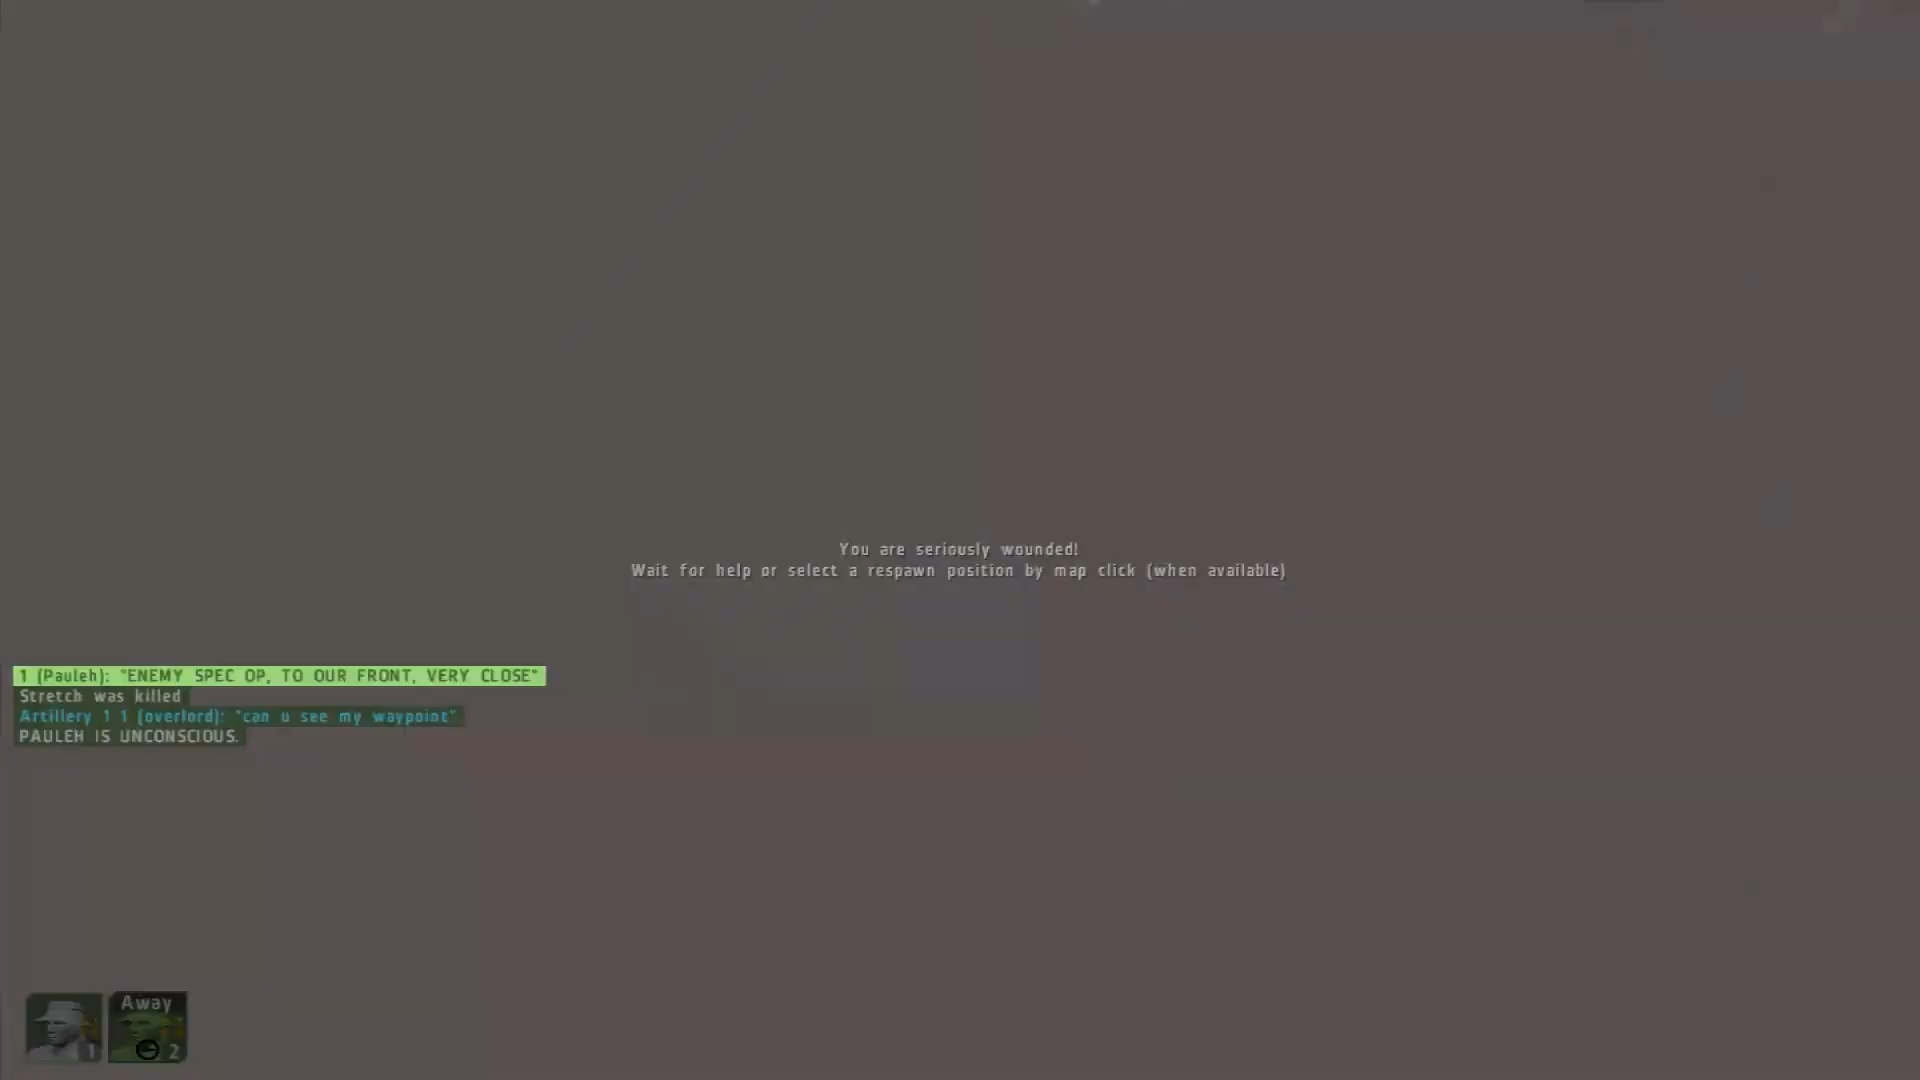 You are seriously wounded!
Wait for help or select a respawn position by map click (when available)
1 (Pauleh): "ENEMY SPEC OP, TO OUR FRONT, VERY CLOSE"
Stretch was killed
Artillery 1 1 (overlord): "can u see my waypoint"
PAULEH IS UNCONSCIOUS.
Away
1 2